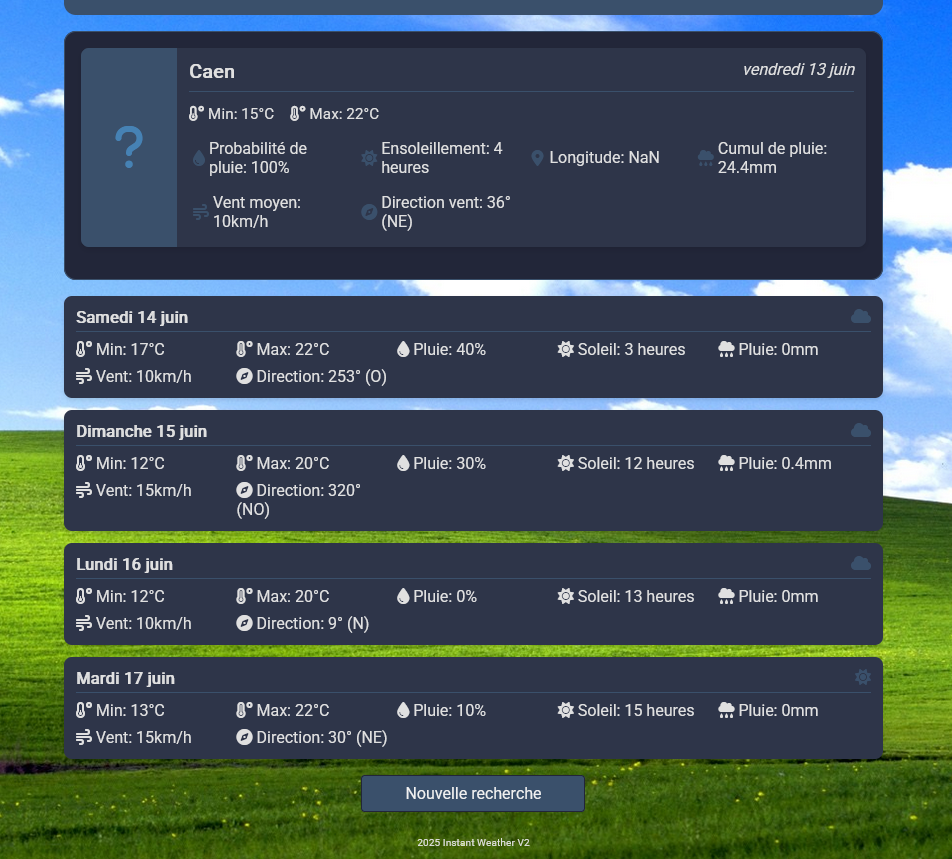 Caen
vendredi 13 juin
Min: 15°C Max: 22°C
Probabilité de pluie: 100%
Ensoleillement: 4 heures
Longitude: NaN
Cumul de pluie: 24.4mm
Vent moyen: 10km/h
Direction vent: 36° (NE)
Samedi 14 juin
Min: 17°C Max: 22°C Pluie: 40% Soleil: 3 heures Pluie: 0mm
Vent: 10km/h Direction: 253° (O)
Dimanche 15 juin
Min: 12°C Max: 20°C Pluie: 30% Soleil: 12 heures Pluie: 0.4mm
Vent: 15km/h Direction: 320°
(NO)
Lundi 16 juin
Min: 12°C Max: 20°C Pluie: 0% Soleil: 13 heures Pluie: 0mm
Vent: 10km/h Direction: 9° (N)
Mardi 17 juin
Min: 13°C Max: 22°C Pluie: 10% Soleil: 15 heures Pluie: 0mm
Vent: 15km/h Direction: 30° (NE)
Nouvelle recherche
2025 Instant Weather V2